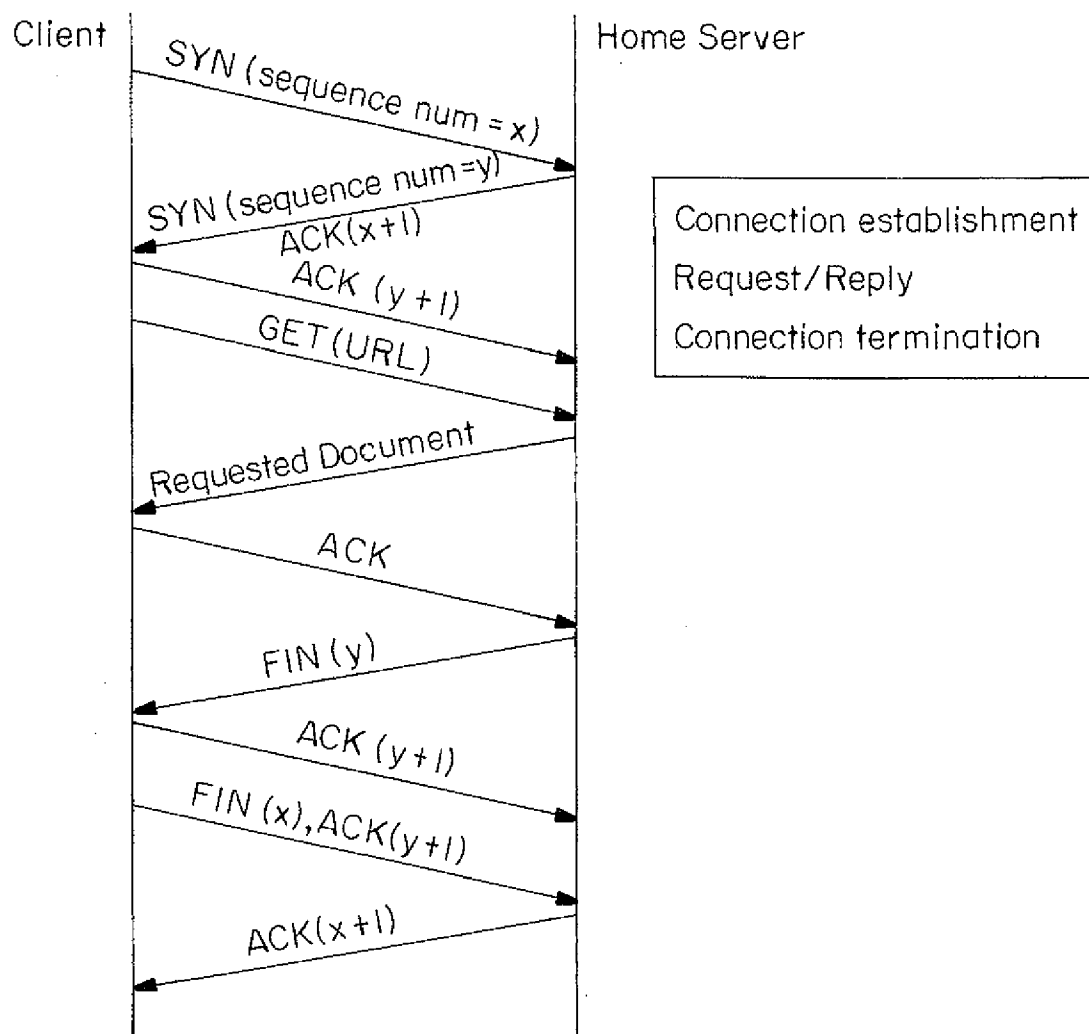 Client
Home Server
SYN (sequence num = x)
SYN (sequence num=y)
ACK(x+1)
ACK (y+1)
GET(URL)
Requested Document
ACK
FIN (y)
ACK (y+1)
FIN (x), ACK(y+1)
ACK(x+1)
Connection establishment
Request/Reply
Connection termination